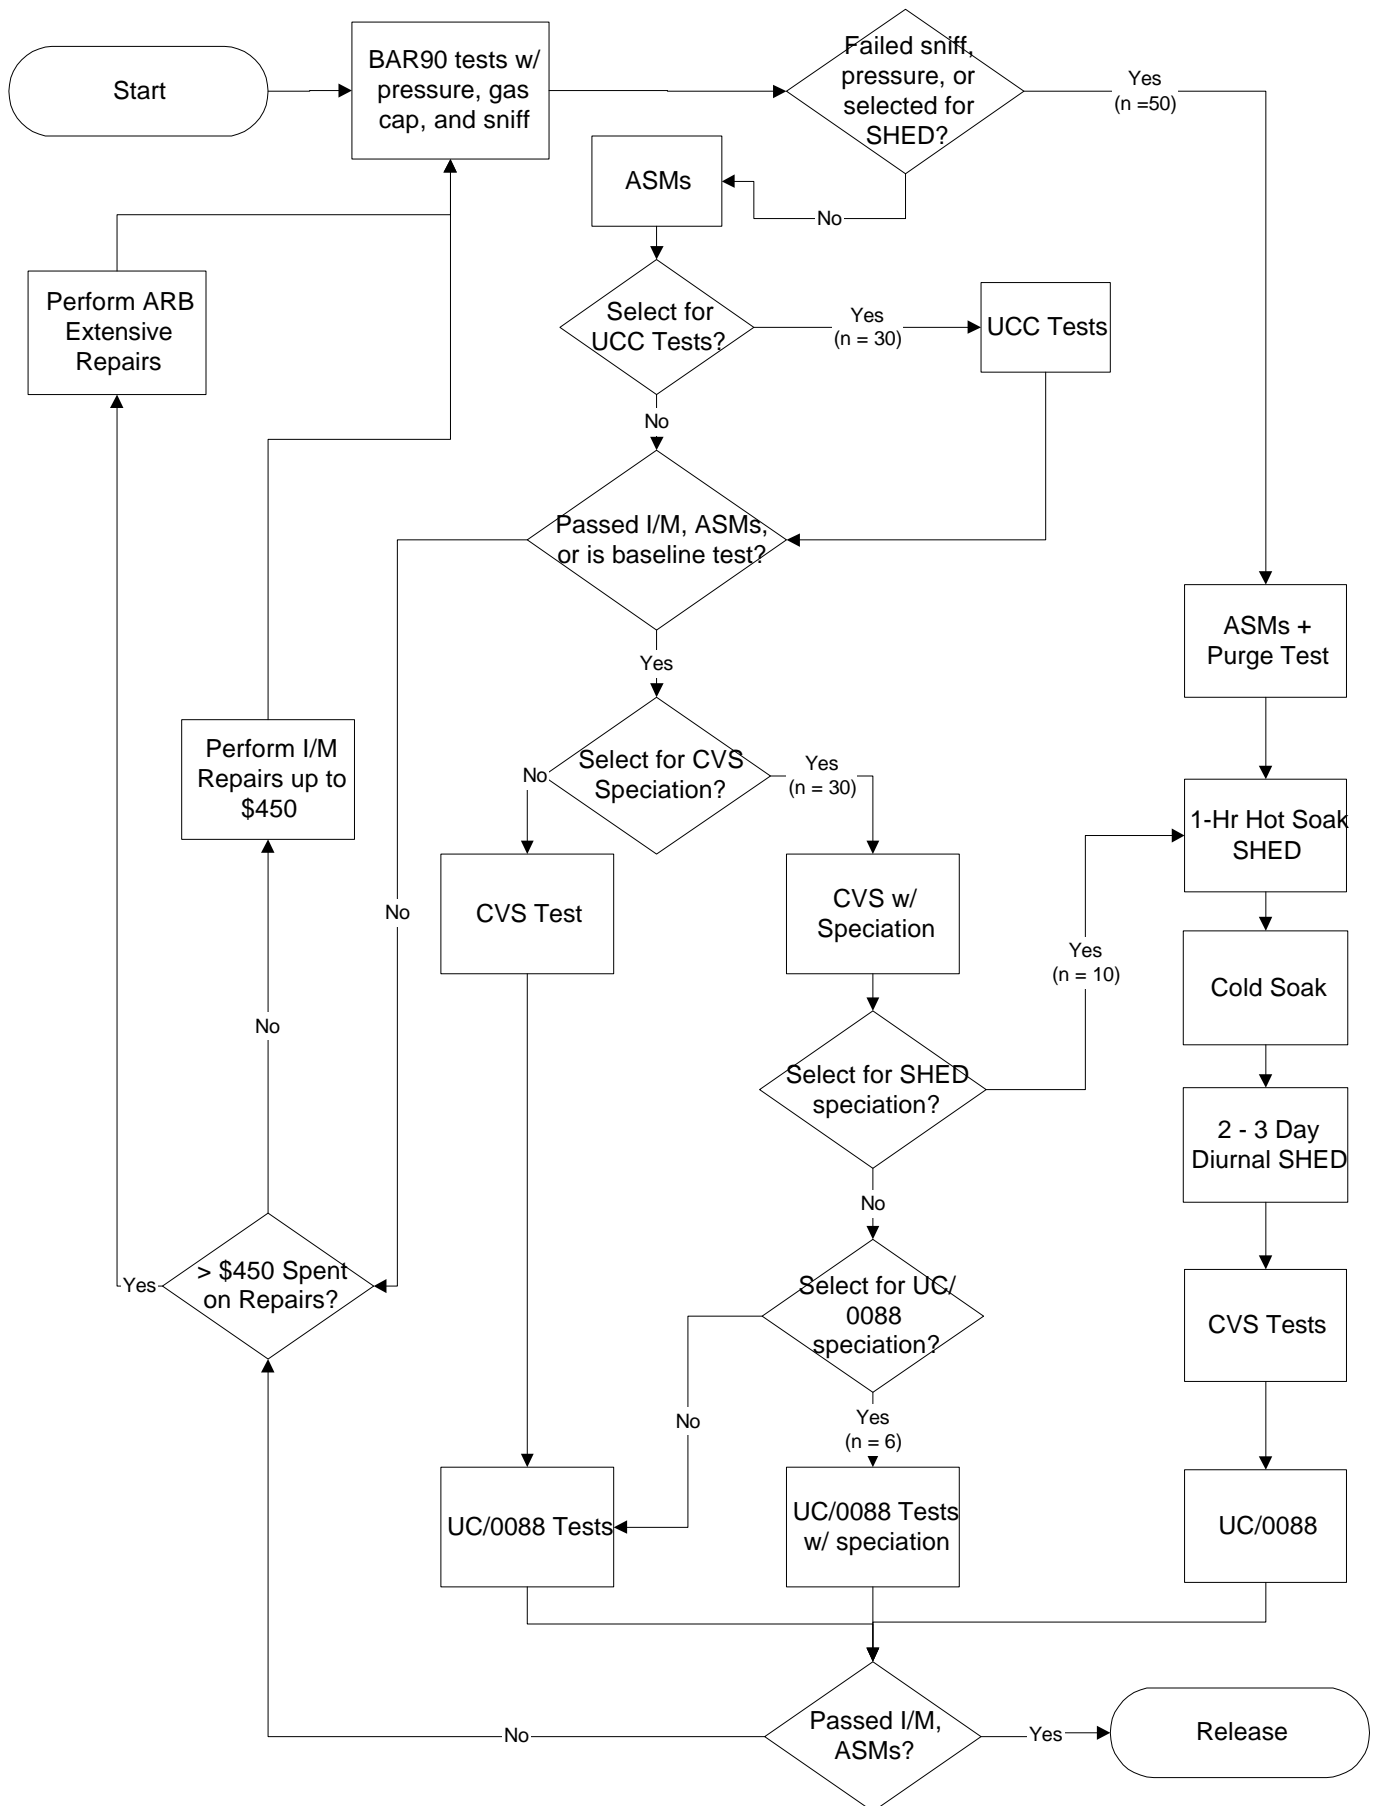 Start
BAR90 tests w/
pressure, gas
cap, and sniff
Failed sniff,
pressure, or
selected for
SHED?
Yes
(n =50)
No
ASMs
Select for
UCC Tests?
Yes
(n = 30)
UCC Tests
No
Perform ARB
Extensive
Repairs
Passed I/M, ASMs,
or is baseline test?
Yes
No
ASMs +
Purge Test
Select for CVS
Speciation?
No
Yes
(n = 30)
Perform I/M
Repairs up to
$450
1-Hr Hot Soak
SHED
CVS Test
CVS w/
Speciation
Yes
(n = 10)
Cold Soak
No
Select for SHED
speciation?
2 - 3 Day
Diurnal SHED
No
> $450 Spent
on Repairs?
Yes
Select for UC/
0088
speciation?
CVS Tests
No
Yes
(n = 6)
UC/0088 Tests
UC/0088 Tests
w/ speciation
UC/0088
Passed I/M,
ASMs?
No
Yes
Release